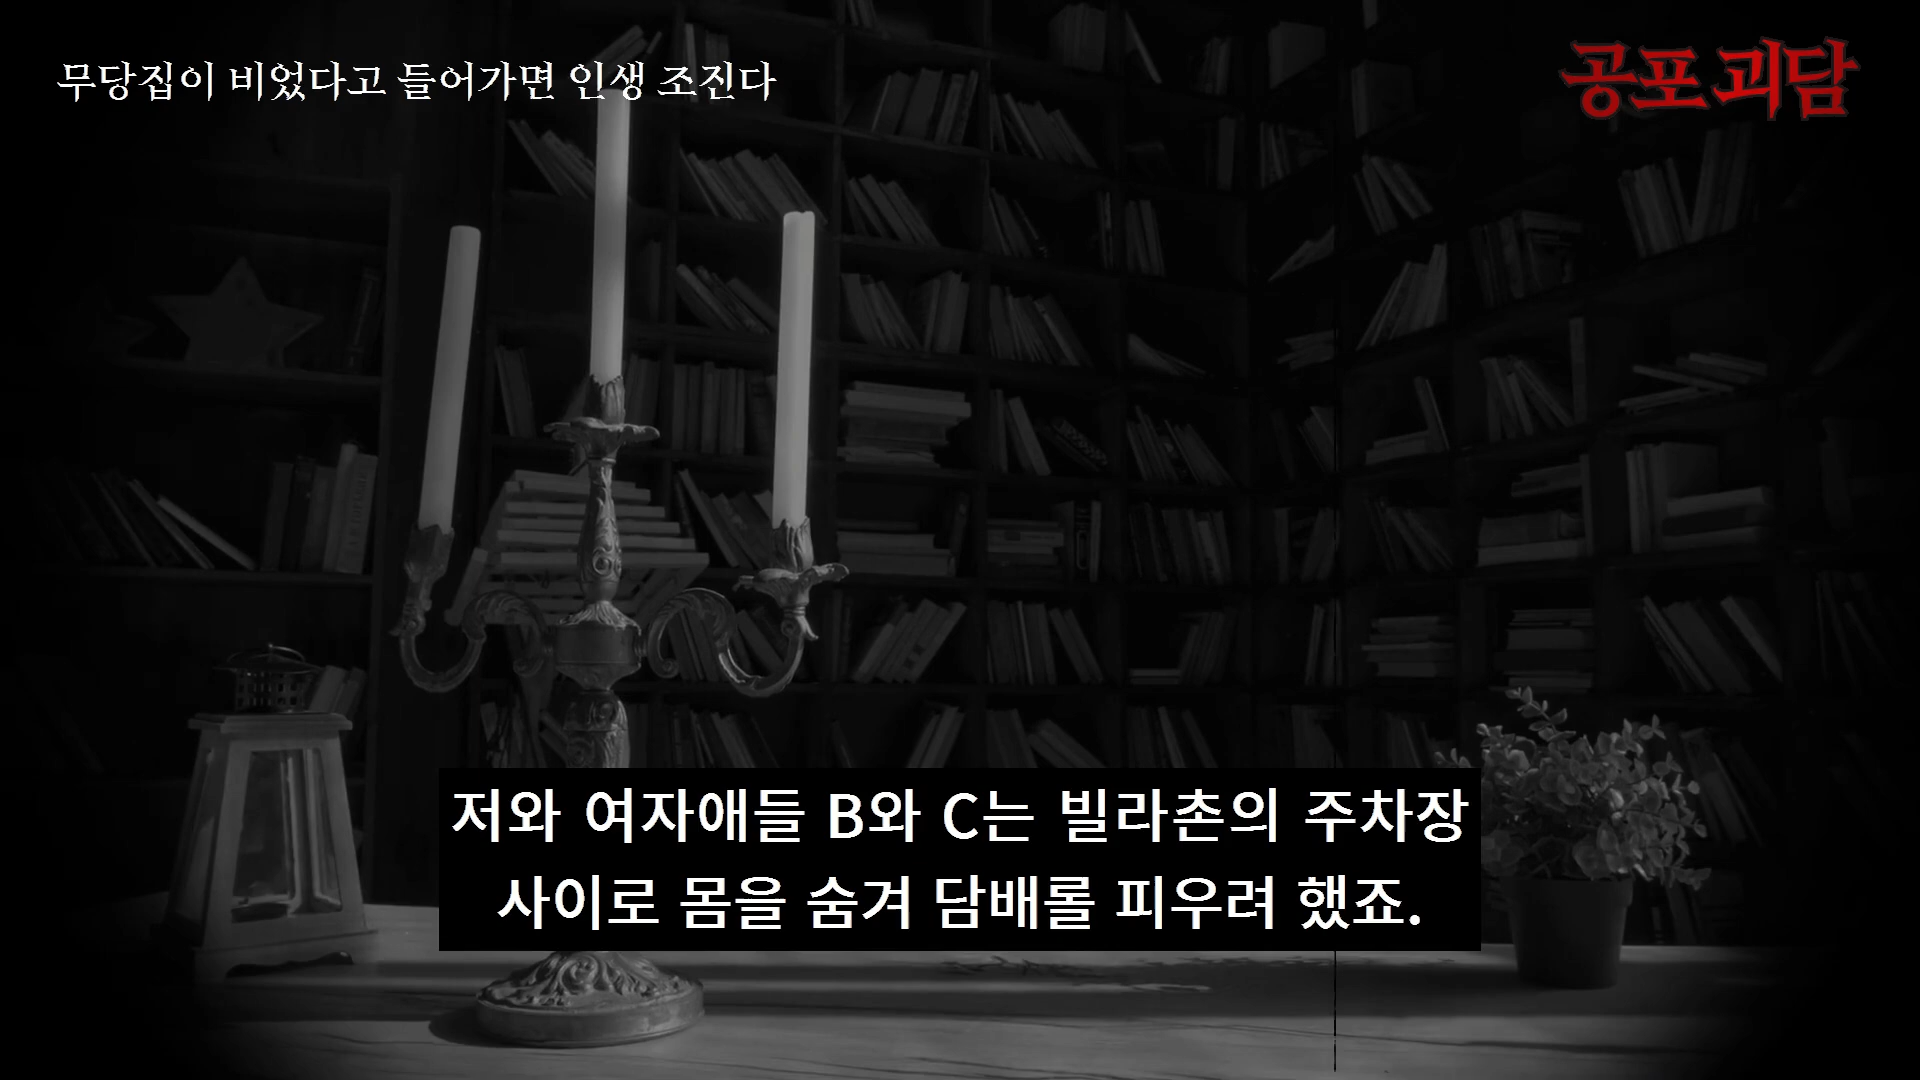 무당집이 비었다고 들어가면 인생 조진다
공포괴담
저와 여자애들 B와 C는 빌라촌의 주차장
사이로 몸을 숨겨 담배롤 피우려 했죠.